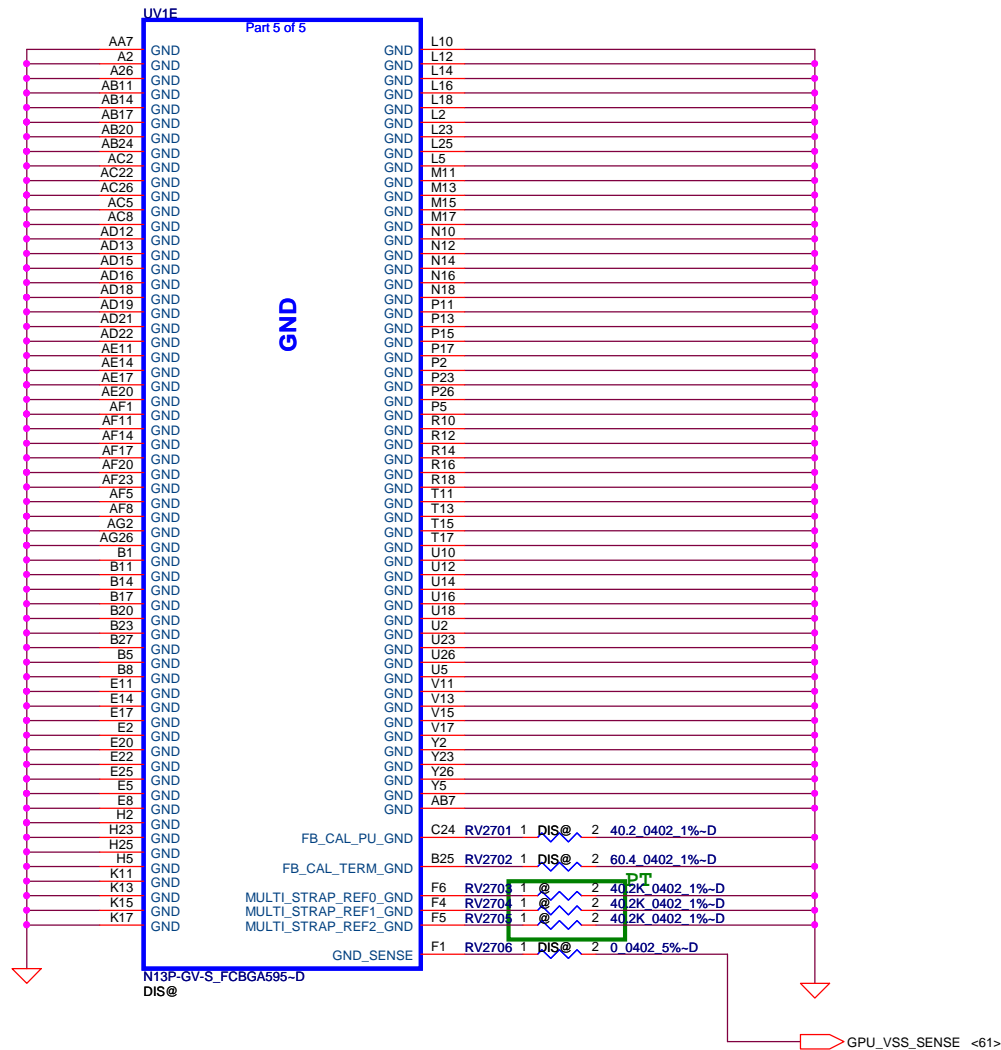 UV1E
Part 5 of 5
AA7 GND GND L10
A2 GND GND L12
A26 GND GND L14
AB11 GND GND L16
AB14 GND GND L18
AB17 GND GND L2
AB20 GND GND L23
AB24 GND GND L25
AC2 GND GND L5
AC22 GND GND M11
AC26 GND GND M13
AC5 GND GND M15
AC8 GND GND M17
AD12 GND GND N10
AD13 GND GND N12
AD15 GND GND N14
AD16 GND GND N16
AD18 GND GND N18
AD19 GND GND P11
AD21 GND GND P13
AD22 GND GND P15
AE11 GND GND P17
AE14 GND GND P2
AE17 GND GND P23
AE20 GND GND P26
AF1 GND GND P5
AF11 GND GND R10
AF14 GND GND R12
AF17 GND GND R14
AF20 GND GND R16
AF23 GND GND R18
AF5 GND GND T11
AF8 GND GND T13
AG2 GND GND T15
AG26 GND GND T17
B1 GND GND U10
B11 GND GND U12
B14 GND GND U14
B17 GND GND U16
B20 GND GND U18
B23 GND GND U2
B27 GND GND U23
B5 GND GND U26
B8 GND GND U5
E11 GND GND V11
E14 GND GND V13
E17 GND GND V15
E2 GND GND V17
E20 GND GND Y2
E22 GND GND Y23
E25 GND GND Y26
E5 GND GND Y5
E8 GND GND AB7
H2 GND
H23 GND FB_CAL_PU_GND C24 RV2701 1 DIS@ 2 40.2_0402_1%~D
H25 GND
H5 GND FB_CAL_TERM_GND B25 RV2702 1 DIS@ 2 60.4_0402_1%~D
K11 GND
PT
K13 GND MULTI_STRAP_REF0_GND F6 RV2703 1 @ 2 40.2K_0402_1%~D
K15 GND MULTI_STRAP_REF1_GND F4 RV2704 1 @ 2 40.2K_0402_1%~D
K17 GND MULTI_STRAP_REF2_GND F5 RV2705 1 @ 2 40.2K_0402_1%~D
GND_SENSE F1 RV2706 1 DIS@ 2 0_0402_5%~D
GND
N13P-GV-S_FCBGA595~D
DIS@
GPU_VSS_SENSE <61>